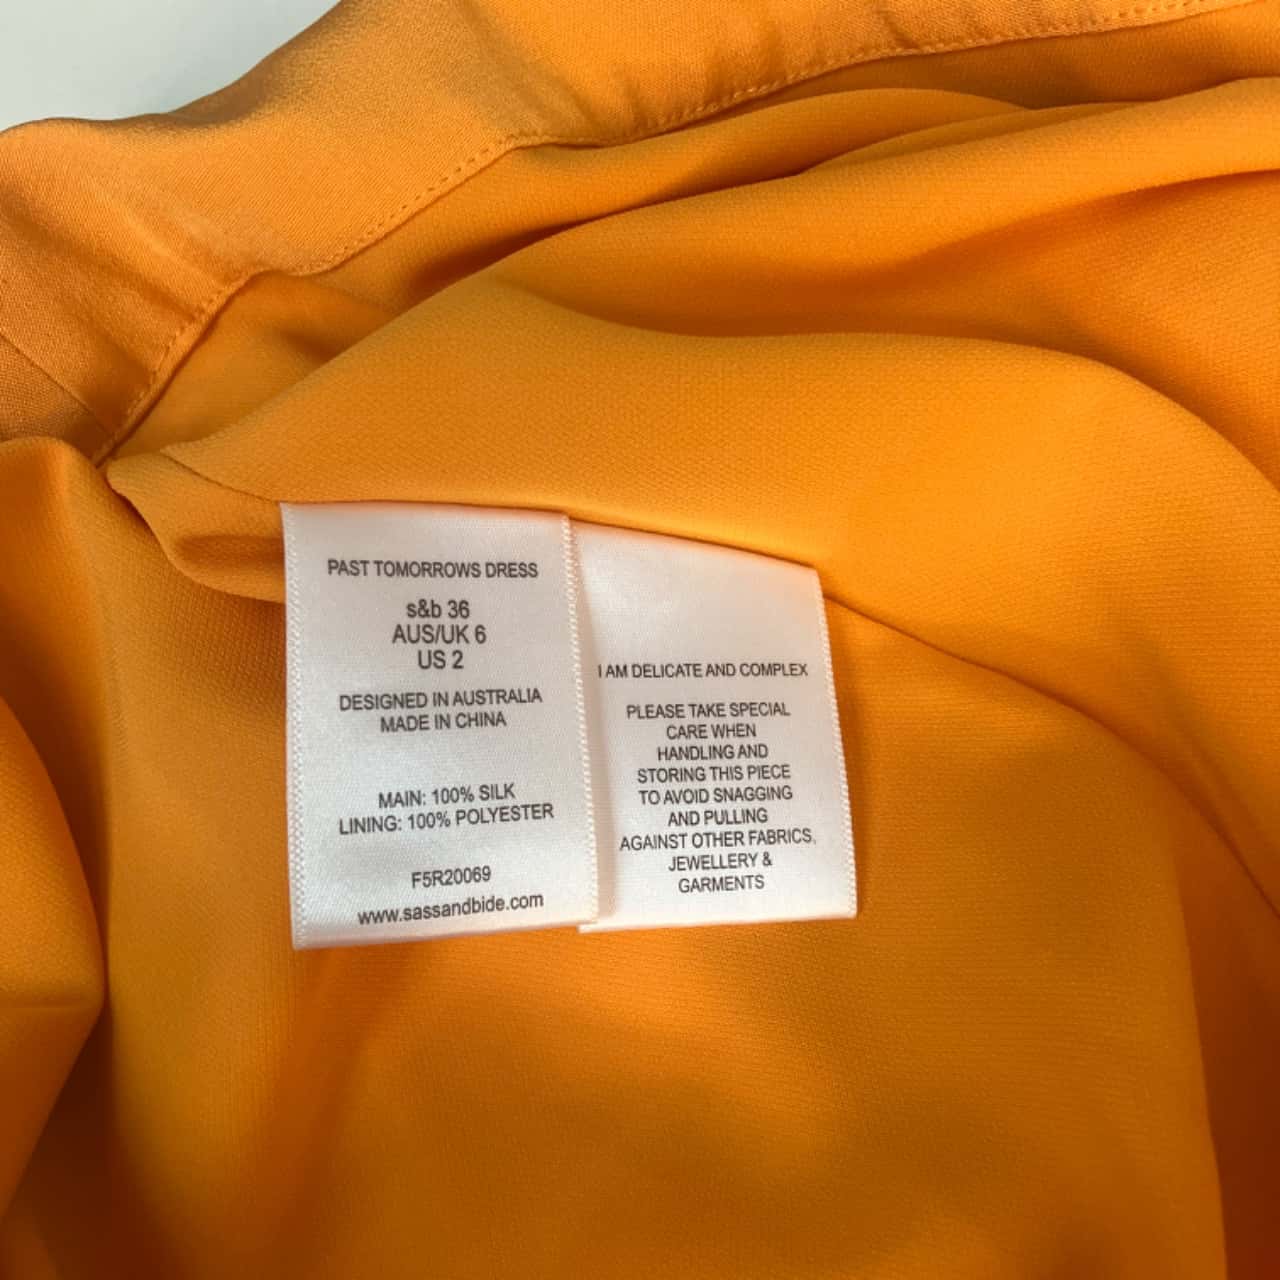 PAST TOMORROWS DRESS
s&b 36
AUS/UK 6
US 2
DESIGNED IN AUSTRALIA
MADE IN CHINA
MAIN: 100% SILK
LINING: 100% POLYESTER
F5R20069
www.sassandbide.com
I AM DELICATE AND COMPLEX
PLEASE TAKE SPECIAL
CARE WHEN
HANDLING AND
STORING THIS PIECE
TO AVOID SNAGGING
AND PULLING
AGAINST OTHER FABRICS,
JEWELLERY &
GARMENTS